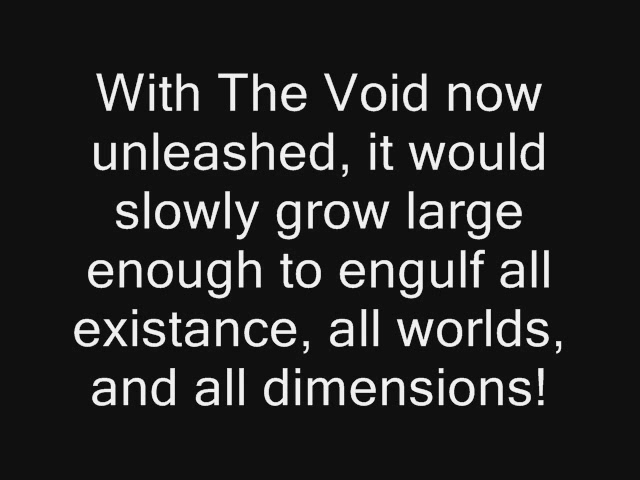 With The Void now
unleashed, it would
slowly grow large
enough to engulf all
existance, all worlds,
and all dimensions!